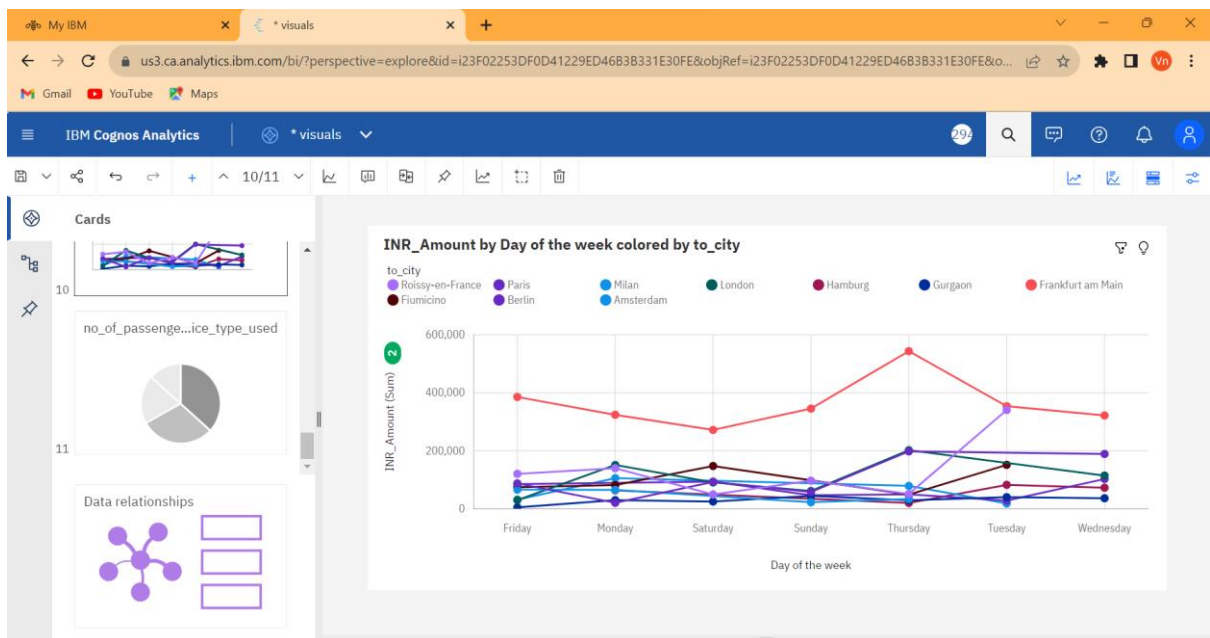 My IBM
* visuals
us3.ca.analytics.ibm.com/bi/?perspective=explore&id=i23F02253DF0D41229ED46B3B331E30FE&objRef=i23F02253DF0D41229ED46B3B331E30FE&o...
Vn
Gmail YouTube Maps
IBM Cognos Analytics
* visuals
294
10/11
Cards
10
no_of_passenge...ice_type_used
11
Data relationships
INR_Amount by Day of the week colored by to_city
to_city
Roissy-en-France Paris Milan London Hamburg Gurgaon Frankfurt am Main
Fiumicino Berlin Amsterdam
2
INR_Amount (Sum)
600,000
400,000
200,000
0
Friday Monday Saturday Sunday Thursday Tuesday Wednesday
Day of the week